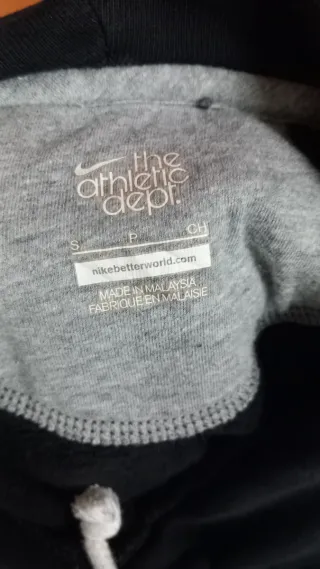 the
athletic
dept.
S P CH
nikebetterworld.com
MADE IN MALAYSIA
FABRIQUE EN MALAISIE